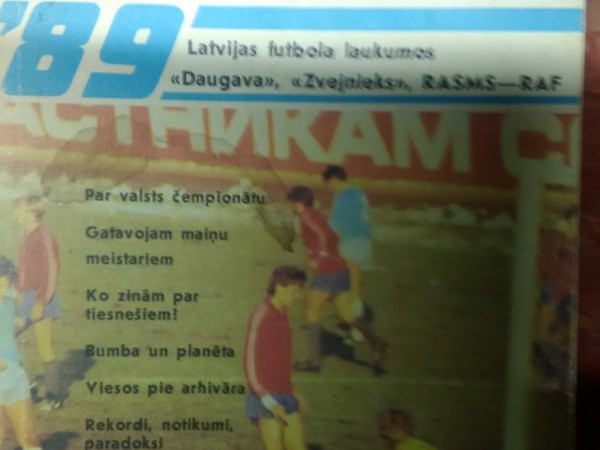 '89
Latvijas futbola laukumos
«Daugava», «Zvejnieks», RASMS—RAF
АСТНИКАМ С
Par valsts čempionātu
Gatavojam maiņu
meistariem
Ko zinām par
tiesnešiem?
Bumba un planēta
Viesos pie arhivāra
Rekordi, notikumi,
paradoksi